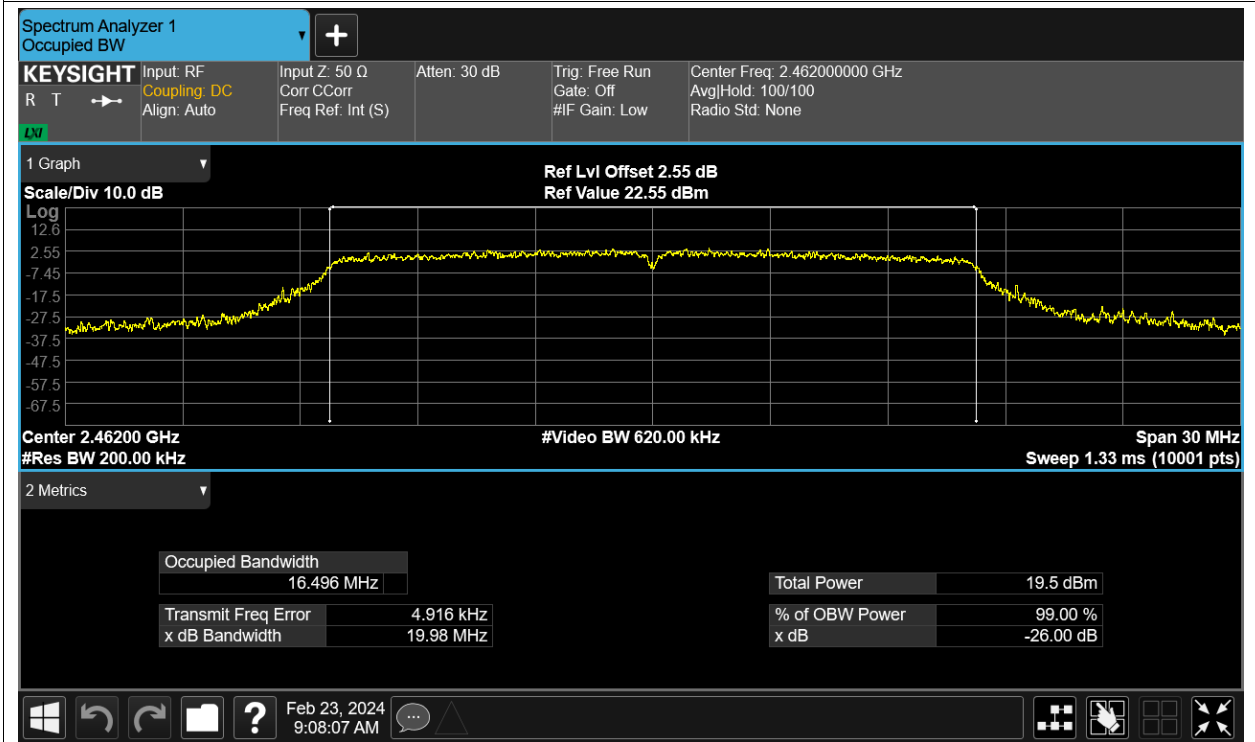 Spectrum Analyzer 1
Occupied BW
KEYSIGHT
R T
LXI
Input: RF
Coupling: DC
Align: Auto
Input Z: 50 Ω
Corr CCorr
Freq Ref: Int (S)
Atten: 30 dB
Trig: Free Run
Gate: Off
#IF Gain: Low
Center Freq: 2.462000000 GHz
Avg|Hold: 100/100
Radio Std: None
1 Graph
Scale/Div 10.0 dB
Ref Lvl Offset 2.55 dB
Ref Value 22.55 dBm
Log
12.6
2.55
-7.45
-17.5
-27.5
-37.5
-47.5
-57.5
-67.5
Center 2.46200 GHz
#Res BW 200.00 kHz
#Video BW 620.00 kHz
Span 30 MHz
Sweep 1.33 ms (10001 pts)
2 Metrics
Occupied Bandwidth
16.496 MHz
Transmit Freq Error 4.916 kHz
x dB Bandwidth 19.98 MHz
Total Power 19.5 dBm
% of OBW Power 99.00 %
x dB -26.00 dB
?
Feb 23, 2024
9:08:07 AM